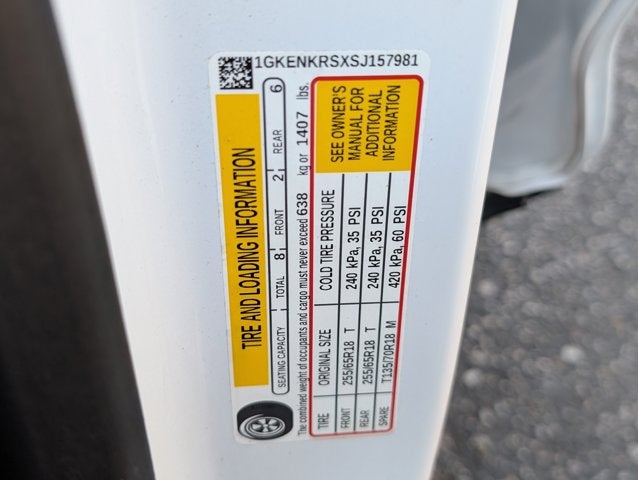 1GKENKRSXSJ157981
TIRE AND LOADING INFORMATION
SEATING CAPACITY TOTAL 8 FRONT 2 REAR 6
The combined weight of occupants and cargo must never exceed 638 kg or 1407 lbs.
TIRE ORIGINAL SIZE COLD TIRE PRESSURE
FRONT 255/65R18 T 240 kPa, 35 PSI
REAR 255/65R18 T 240 kPa, 35 PSI
SPARE T135/70R18 M 420 kPa, 60 PSI
SEE OWNER'S
MANUAL FOR
ADDITIONAL
INFORMATION